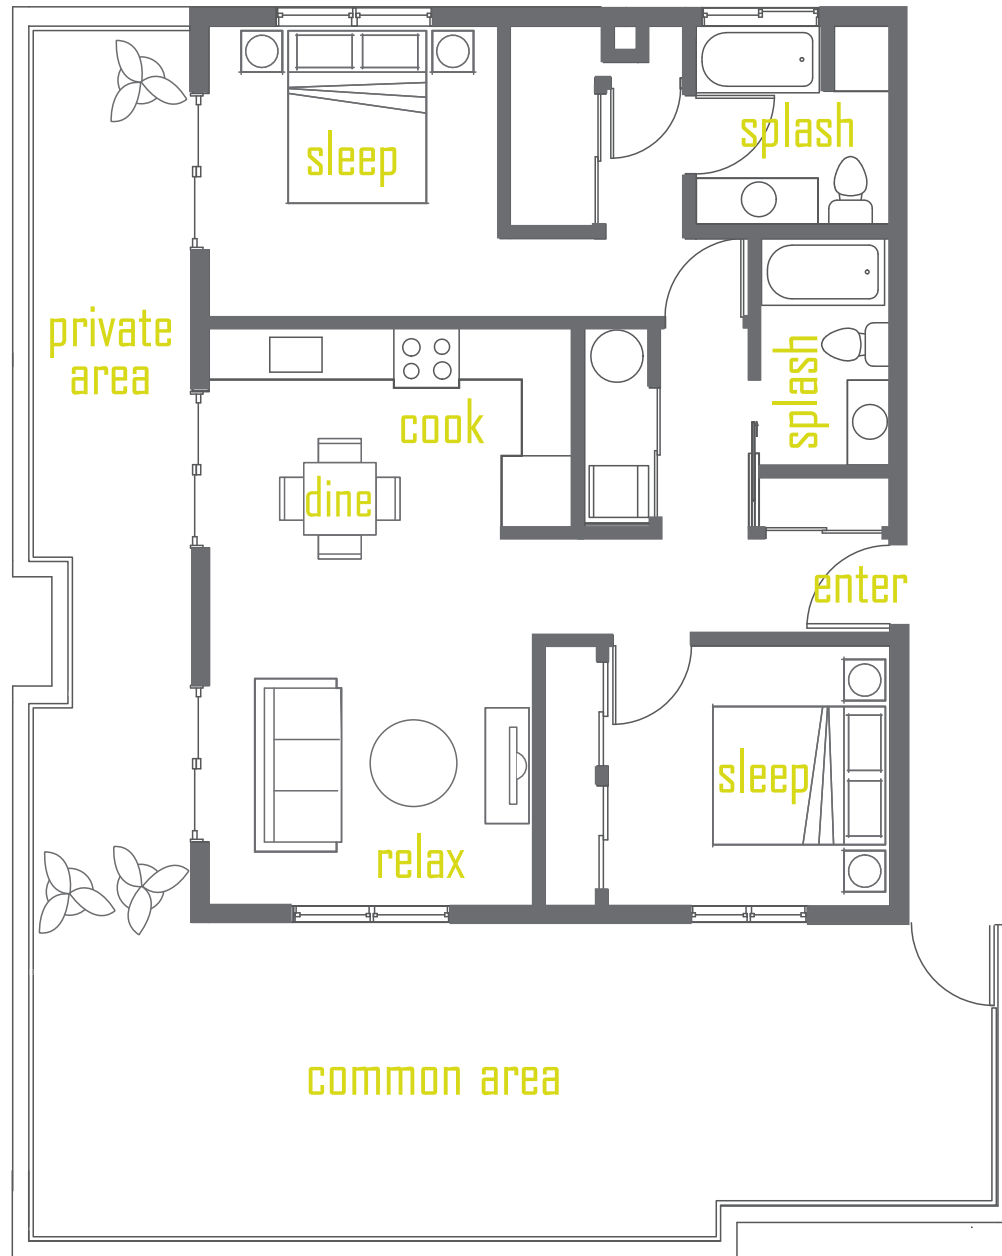 splash
sleep
private
area
splash
cook
dine
enter
sleep
relax
common area